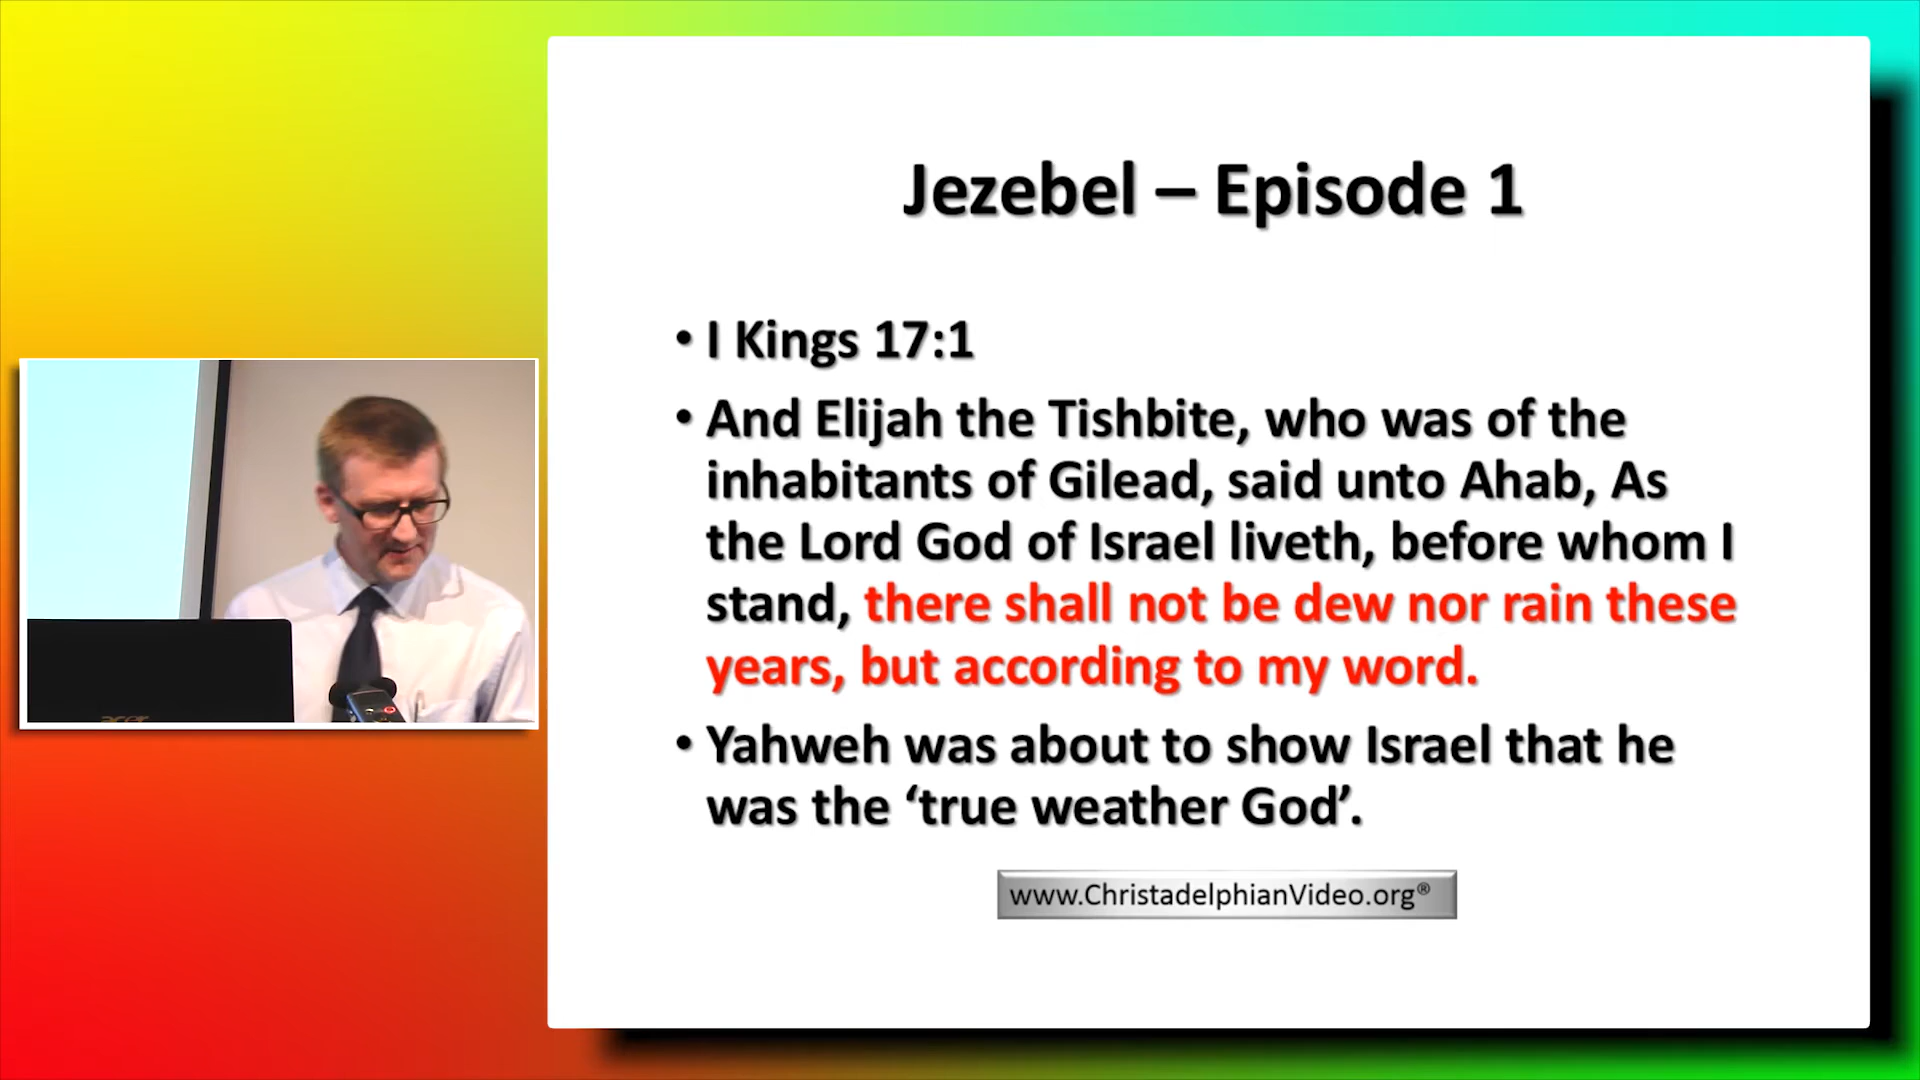 Jezebel – Episode 1
• I Kings 17:1
• And Elijah the Tishbite, who was of the
inhabitants of Gilead, said unto Ahab, As
the Lord God of Israel liveth, before whom I
stand, there shall not be dew nor rain these
years, but according to my word.
• Yahweh was about to show Israel that he
was the ‘true weather God’.
www.ChristadelphianVideo.org®
acer